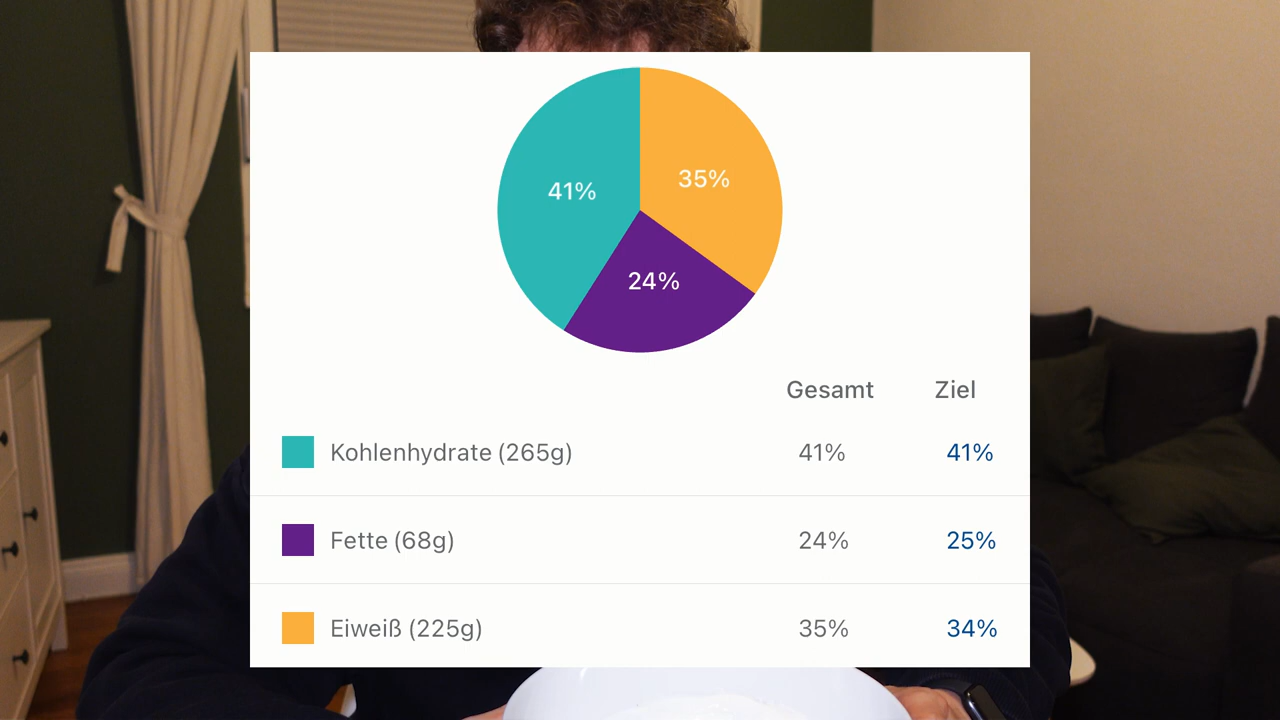 41%
35%
24%
Gesamt Ziel
Kohlenhydrate (265g) 41% 41%
Fette (68g) 24% 25%
Eiweiß (225g) 35% 34%